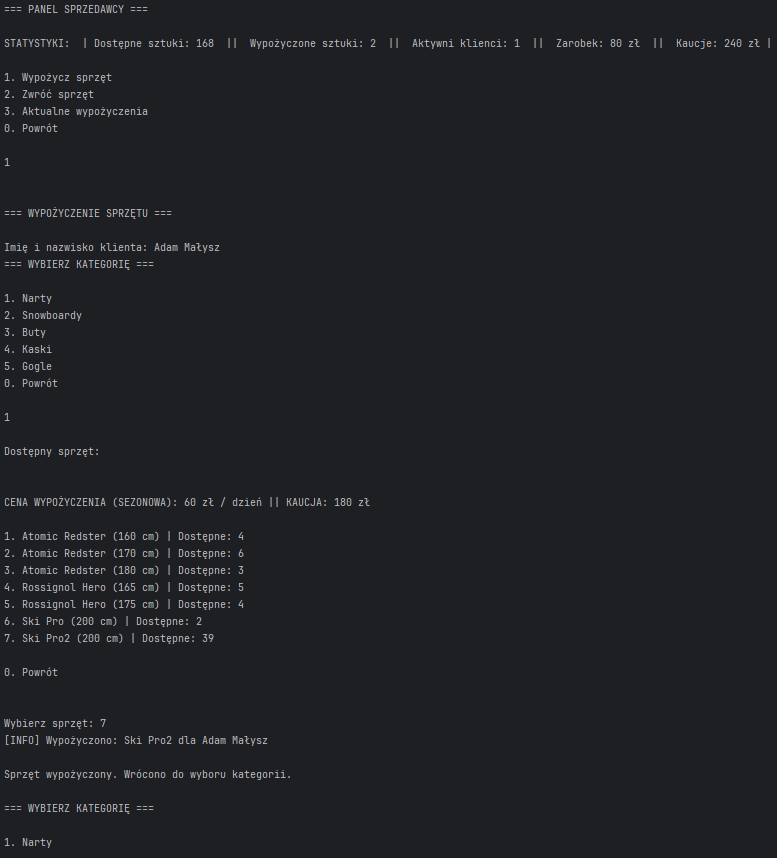 === PANEL SPRZEDAWCY ===
STATYSTYKI:  | Dostępne sztuki: 168  ||  Wypożyczone sztuki: 2  ||  Aktywni klienci: 1  ||  Zarobek: 80 zł  ||  Kaucje: 240 zł |
1. Wypożycz sprzęt
2. Zwróć sprzęt
3. Aktualne wypożyczenia
0. Powrót
1
=== WYPOŻYCZENIE SPRZĘTU ===
Imię i nazwisko klienta: Adam Małysz
=== WYBIERZ KATEGORIĘ ===
1. Narty
2. Snowboardy
3. Buty
4. Kaski
5. Gogle
0. Powrót
1
Dostępny sprzęt:
CENA WYPOŻYCZENIA (SEZONOWA): 60 zł / dzień || KAUCJA: 180 zł
1. Atomic Redster (160 cm) | Dostępne: 4
2. Atomic Redster (170 cm) | Dostępne: 6
3. Atomic Redster (180 cm) | Dostępne: 3
4. Rossignol Hero (165 cm) | Dostępne: 5
5. Rossignol Hero (175 cm) | Dostępne: 4
6. Ski Pro (200 cm) | Dostępne: 2
7. Ski Pro2 (200 cm) | Dostępne: 39
0. Powrót
Wybierz sprzęt: 7
[INFO] Wypożyczono: Ski Pro2 dla Adam Małysz
Sprzęt wypożyczony. Wrócono do wyboru kategorii.
=== WYBIERZ KATEGORIĘ ===
1. Narty